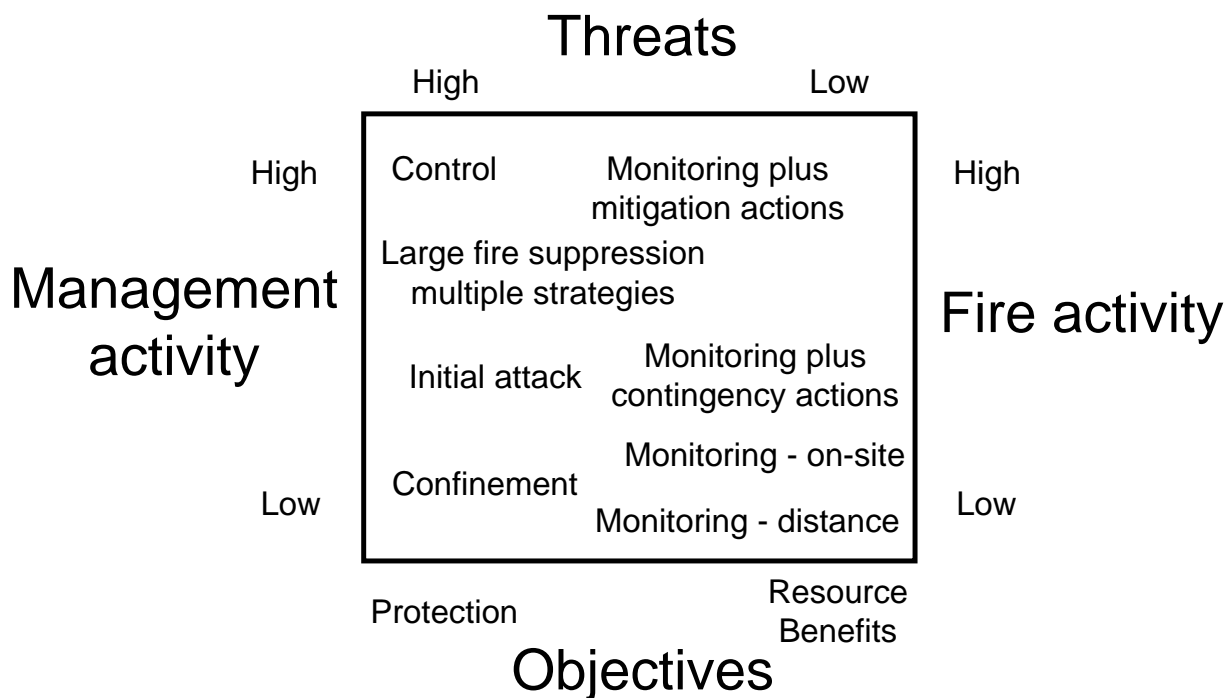 Threats
High Low
High Control Monitoring plus High
mitigation actions
Large fire suppression
multiple strategies
Management
activity
Fire activity
Initial attack Monitoring plus
contingency actions
Monitoring - on-site
Low Confinement Low
Monitoring - distance
Protection Resource
Benefits
Objectives